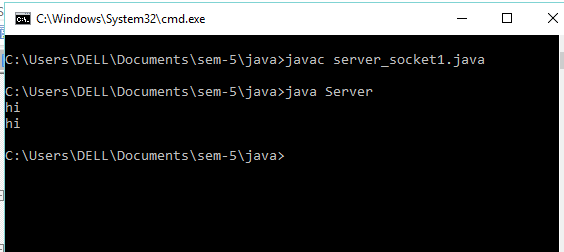 C:\Windows\System32\cmd.exe
C:\Users\DELL\Documents\sem-5\java>javac server_socket1.java
C:\Users\DELL\Documents\sem-5\java>java Server
hi
hi
C:\Users\DELL\Documents\sem-5\java>